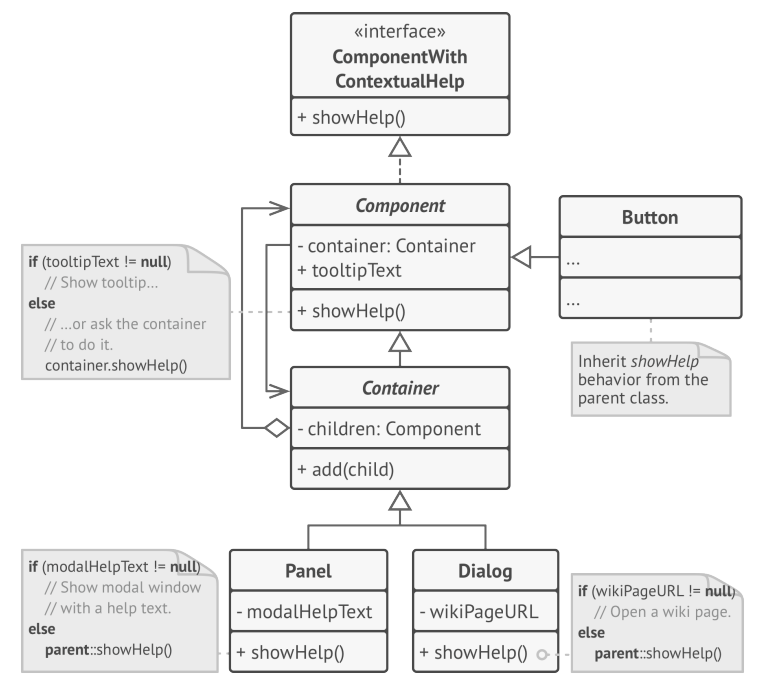 «interface»
ComponentWith
ContextualHelp
+ showHelp()
Component
- container: Container
+ tooltipText
+ showHelp()
Button
...
...
if (tooltipText != null)
// Show tooltip...
else
// ...or ask the container
// to do it.
container.showHelp()
Inherit showHelp
behavior from the
parent class.
Container
- children: Component
+ add(child)
Panel
- modalHelpText
+ showHelp()
Dialog
- wikiPageURL
+ showHelp()
if (modalHelpText != null)
// Show modal window
// with a help text.
else
parent::showHelp()
if (wikiPageURL != null)
// Open a wiki page.
else
parent::showHelp()